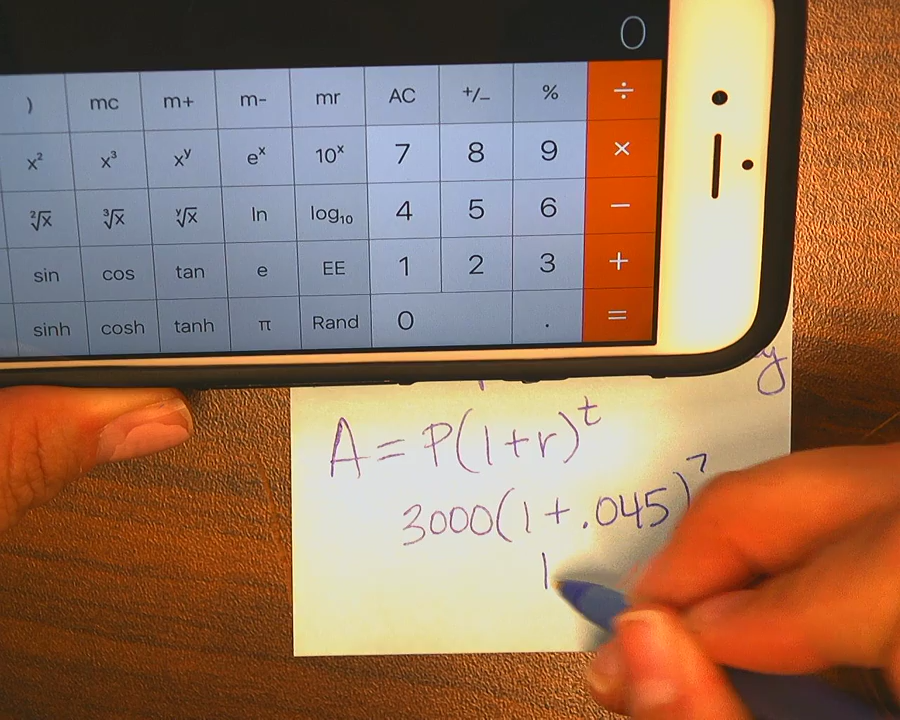 0
) mc m+ m- mr AC +/_ % ÷
x² x³ xʸ eˣ 10ˣ 7 8 9 ×
²√x ³√x ʸ√x ln log₁₀ 4 5 6 −
sin cos tan e EE 1 2 3 +
sinh cosh tanh π Rand 0 . =
A = P(1+r)ᵗ
3000(1+.045)⁷
1